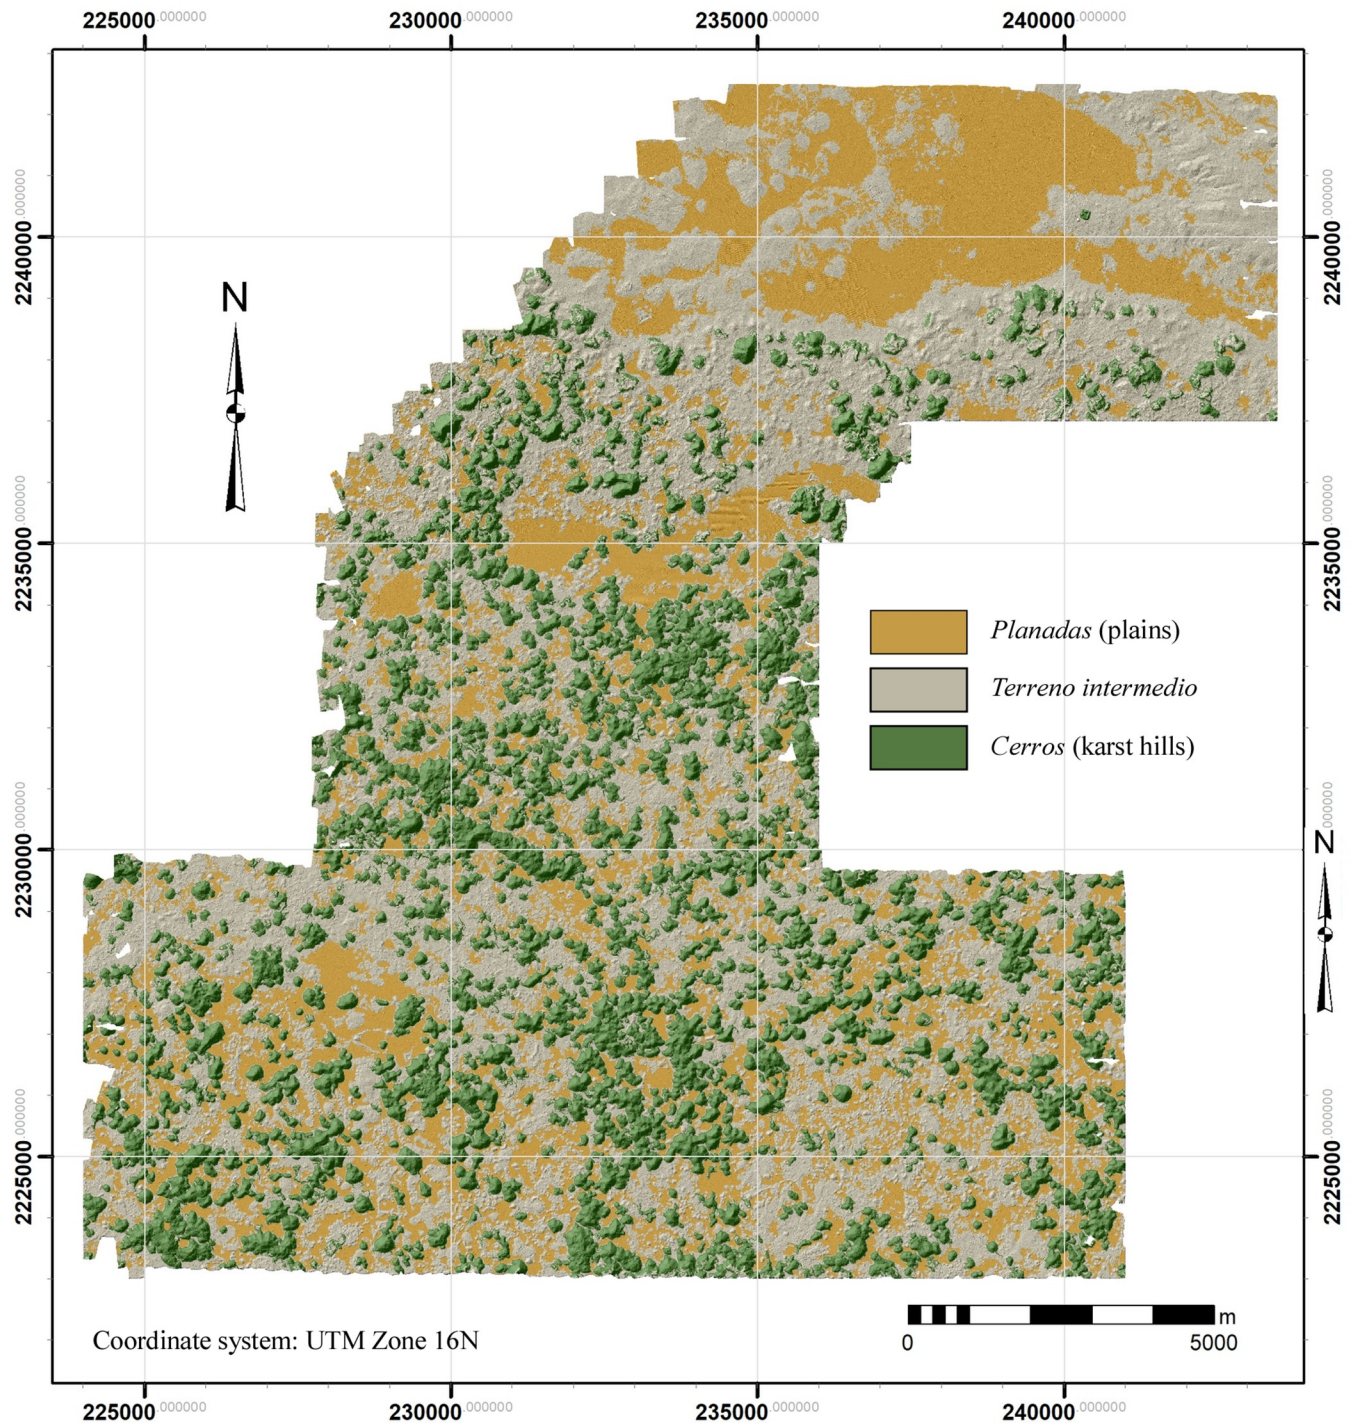 225000.000000 230000.000000 235000.000000 240000.000000
2240000.000000
2240000.000000
N
2235000.000000
2235000.000000
Planadas (plains)
Terreno intermedio
Cerros (karst hills)
2230000.000000
.000000
N
2225000.000000
2225000.000000
m
0 5000
Coordinate system: UTM Zone 16N
225000.000000 230000.000000 235000.000000 240000.000000